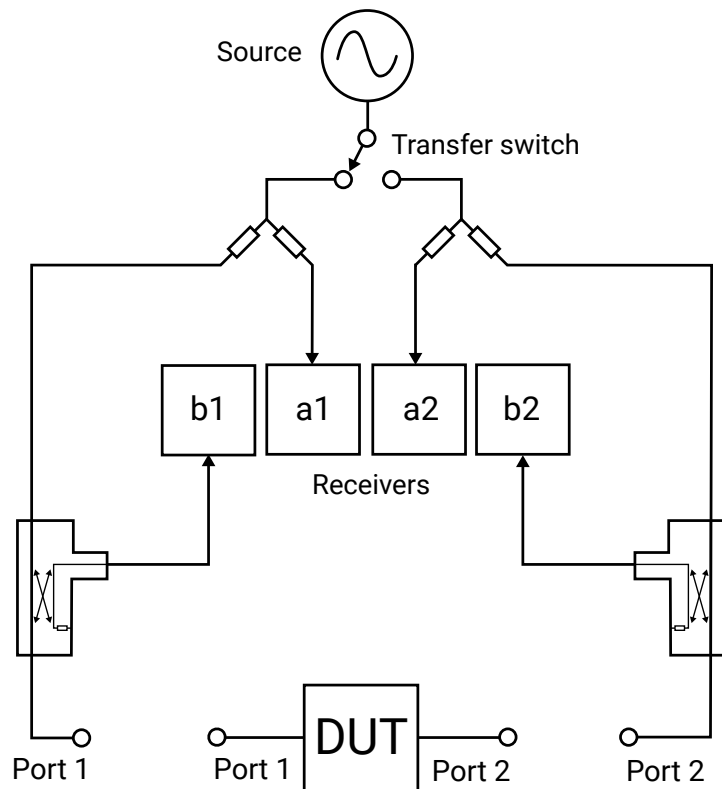 Source
Transfer switch
b1
a1
a2
b2
Receivers
DUT
Port 1
Port 1
Port 2
Port 2